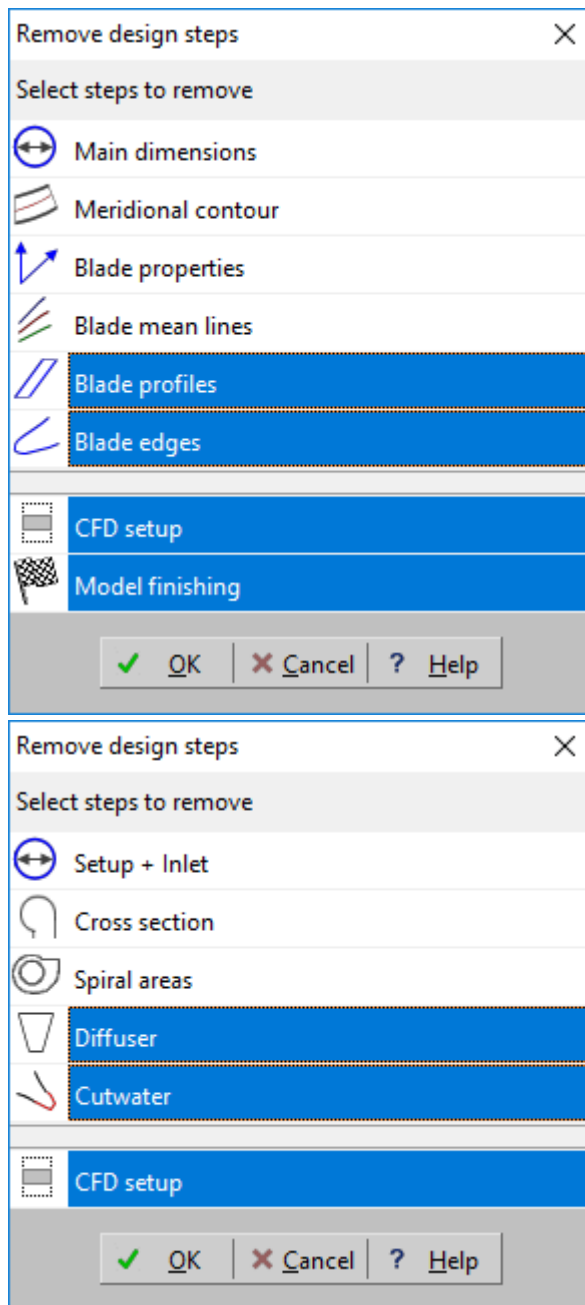 Remove design steps
Select steps to remove
Main dimensions
Meridional contour
Blade properties
Blade mean lines
Blade profiles
Blade edges
CFD setup
Model finishing
OK Cancel ? Help
Remove design steps
Select steps to remove
Setup + Inlet
Cross section
Spiral areas
Diffuser
Cutwater
CFD setup
OK Cancel ? Help